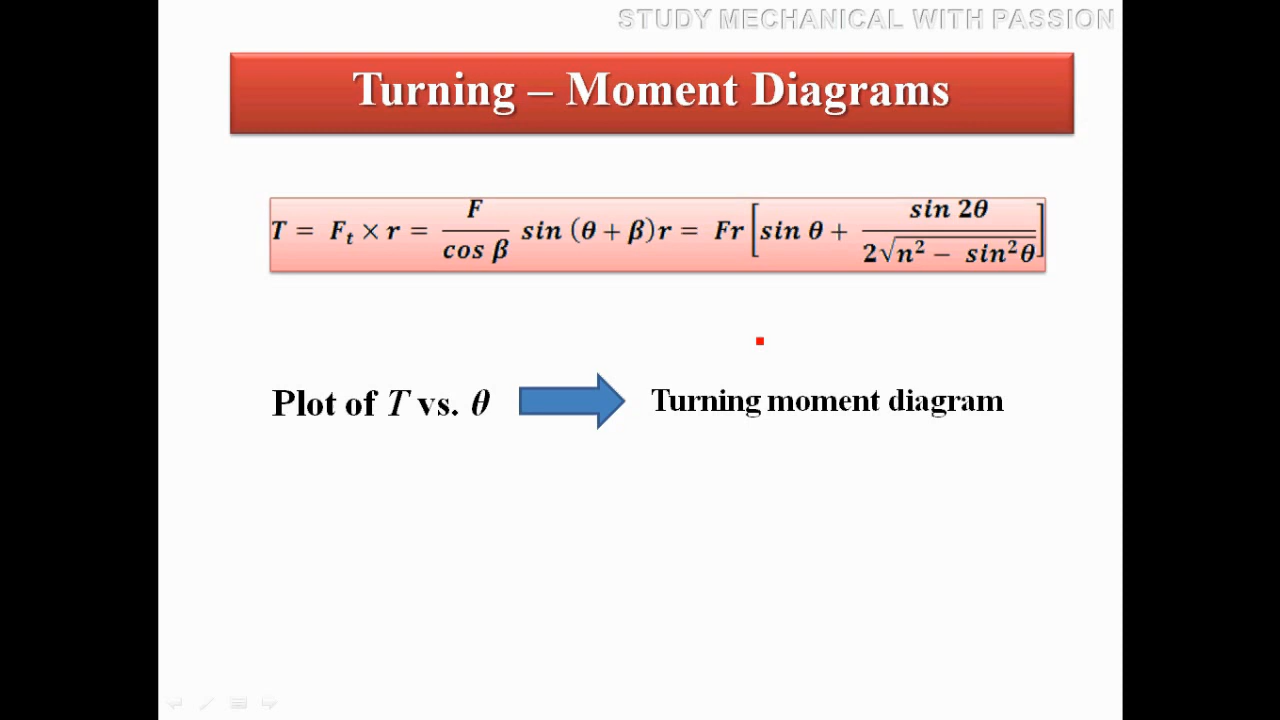 STUDY MECHANICAL WITH PASSION
Turning – Moment Diagrams
T = F_t × r = F / cos β sin (θ + β)r = Fr [sin θ + sin 2θ / 2√(n² − sin²θ)]
Plot of T vs. θ
Turning moment diagram